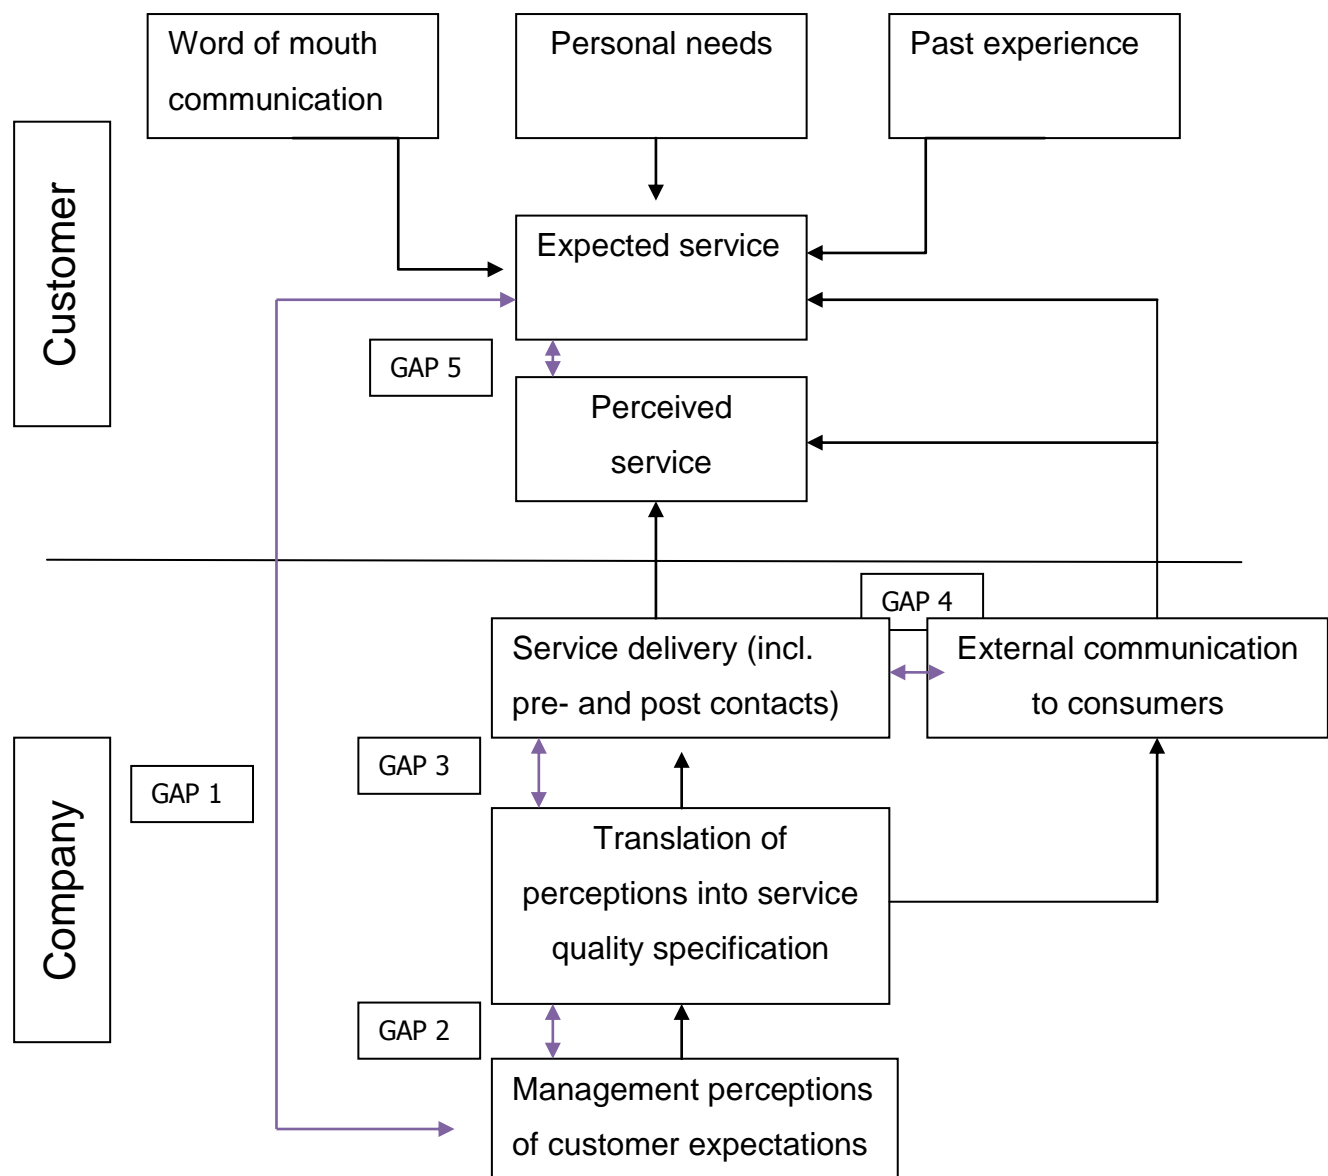 Word of mouth
communication
Personal needs
Past experience
Customer
Expected service
GAP 5
Perceived
service
GAP 4
Service delivery (incl.
pre- and post contacts)
External communication
to consumers
Company
GAP 1
GAP 3
Translation of
perceptions into service
quality specification
GAP 2
Management perceptions
of customer expectations